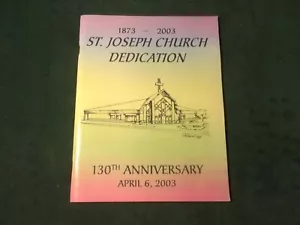 1873 - 2003
ST. JOSEPH CHURCH
DEDICATION
130TH ANNIVERSARY
APRIL 6, 2003